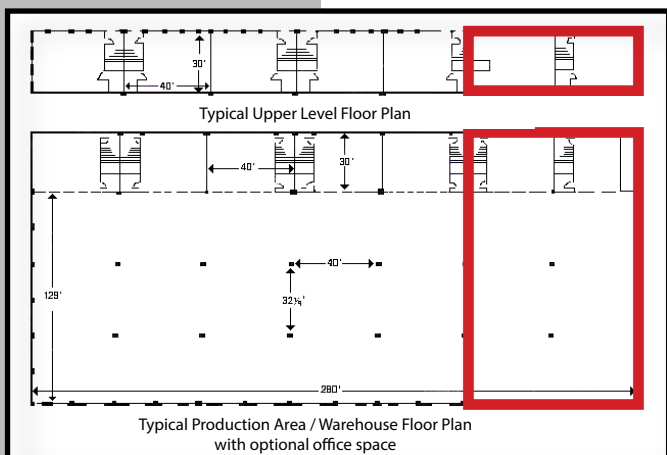 30'
40'
Typical Upper Level Floor Plan
40'
30'
40'
129'
32¼'
280'
Typical Production Area / Warehouse Floor Plan
with optional office space